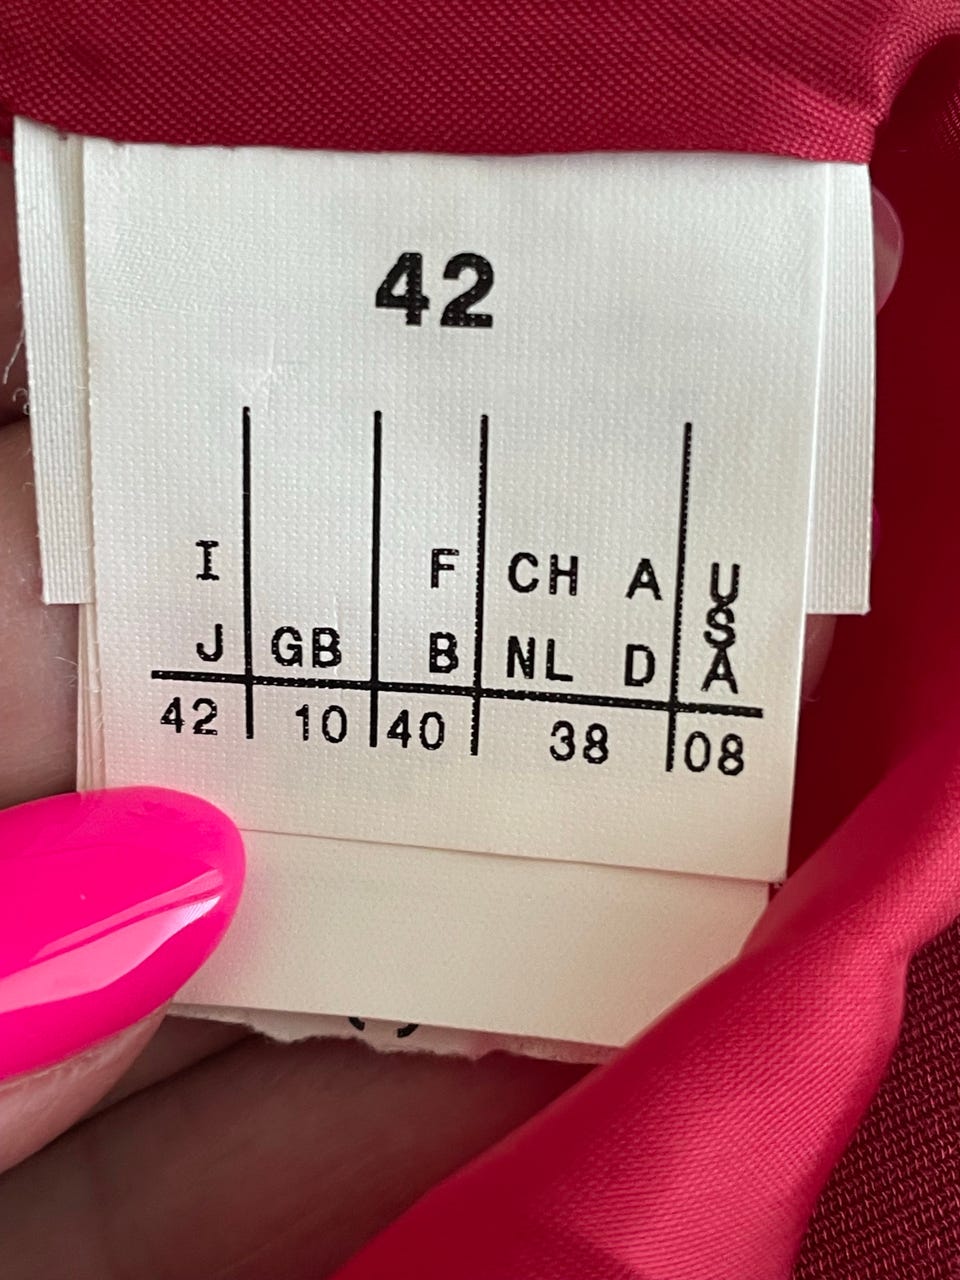 42
I F CH A U
J GB B NL D S
A
42 10 40 38 08